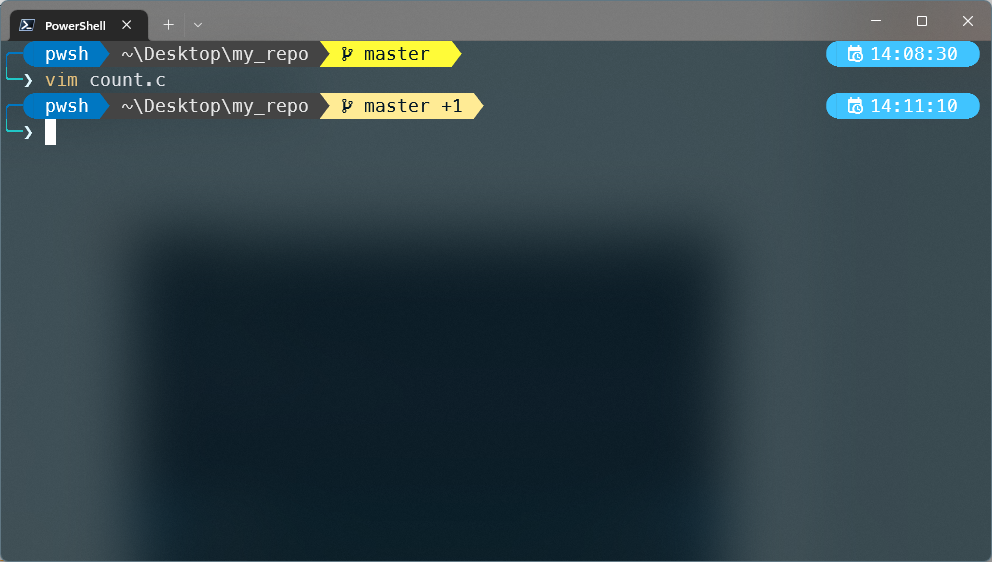 PowerShell
pwsh ~\Desktop\my_repo master 14:08:30
❯ vim count.c
pwsh ~\Desktop\my_repo master +1 14:11:10
❯